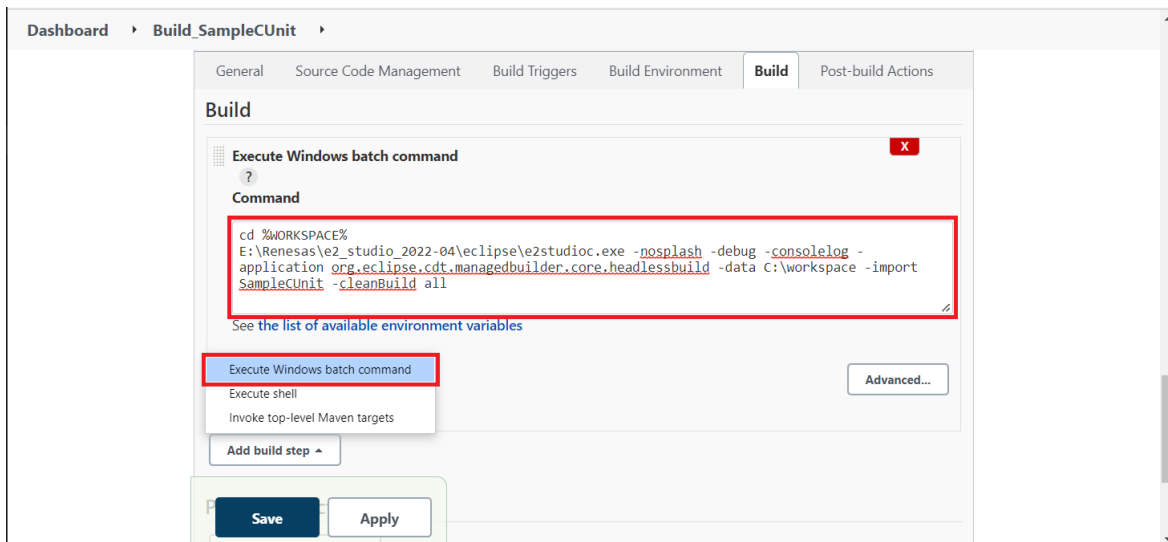 Dashboard Build_SampleCUnit
General Source Code Management Build Triggers Build Environment Build Post-build Actions
Build
X
Execute Windows batch command
?
Command
cd %WORKSPACE%
E:\Renesas\e2_studio_2022-04\eclipse\e2studioc.exe -nosplash -debug -consolelog -
application org.eclipse.cdt.managedbuilder.core.headlessbuild -data C:\workspace -import
SampleCUnit -cleanBuild all
See the list of available environment variables
Execute Windows batch command
Execute shell
Invoke top-level Maven targets
Advanced...
Add build step
Save Apply